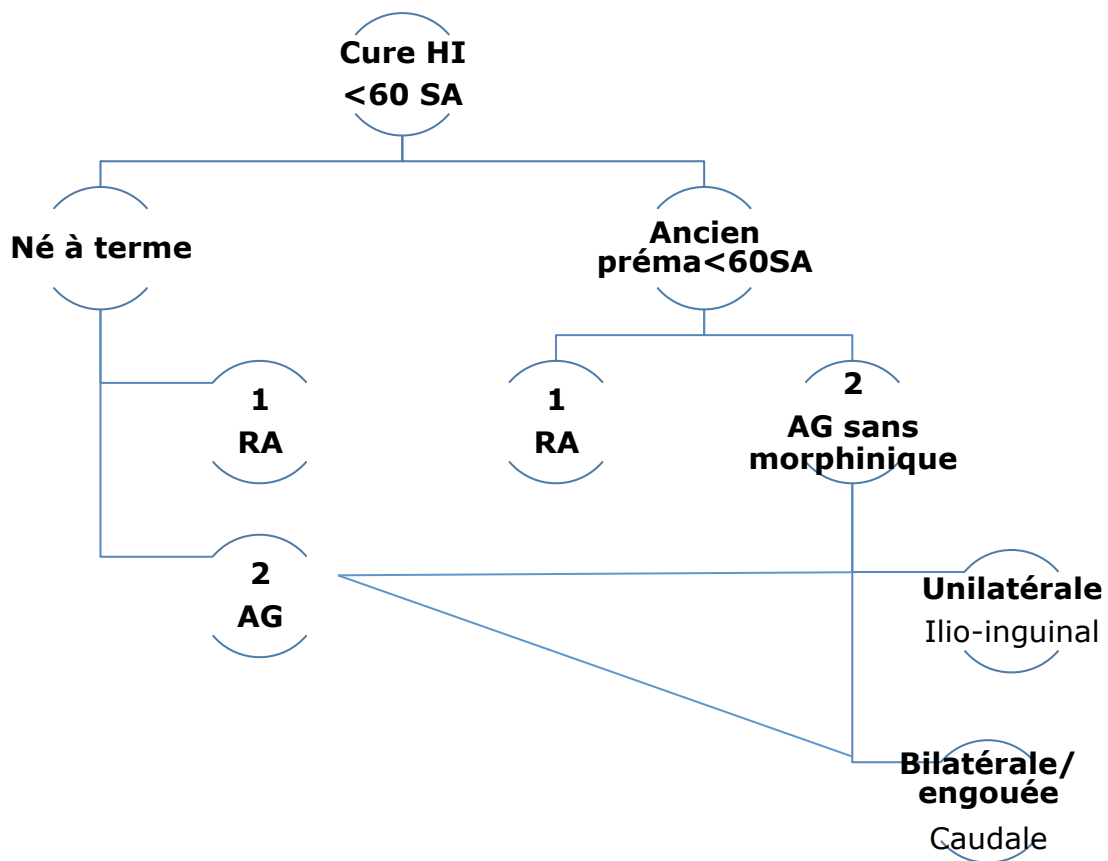 Cure HI
<60 SA
Né à terme
Ancien
préma<60SA
1
RA
1
RA
2
AG sans
morphinique
2
AG
Unilatérale
Ilio-inguinal
Bilatérale/
engouée
Caudale